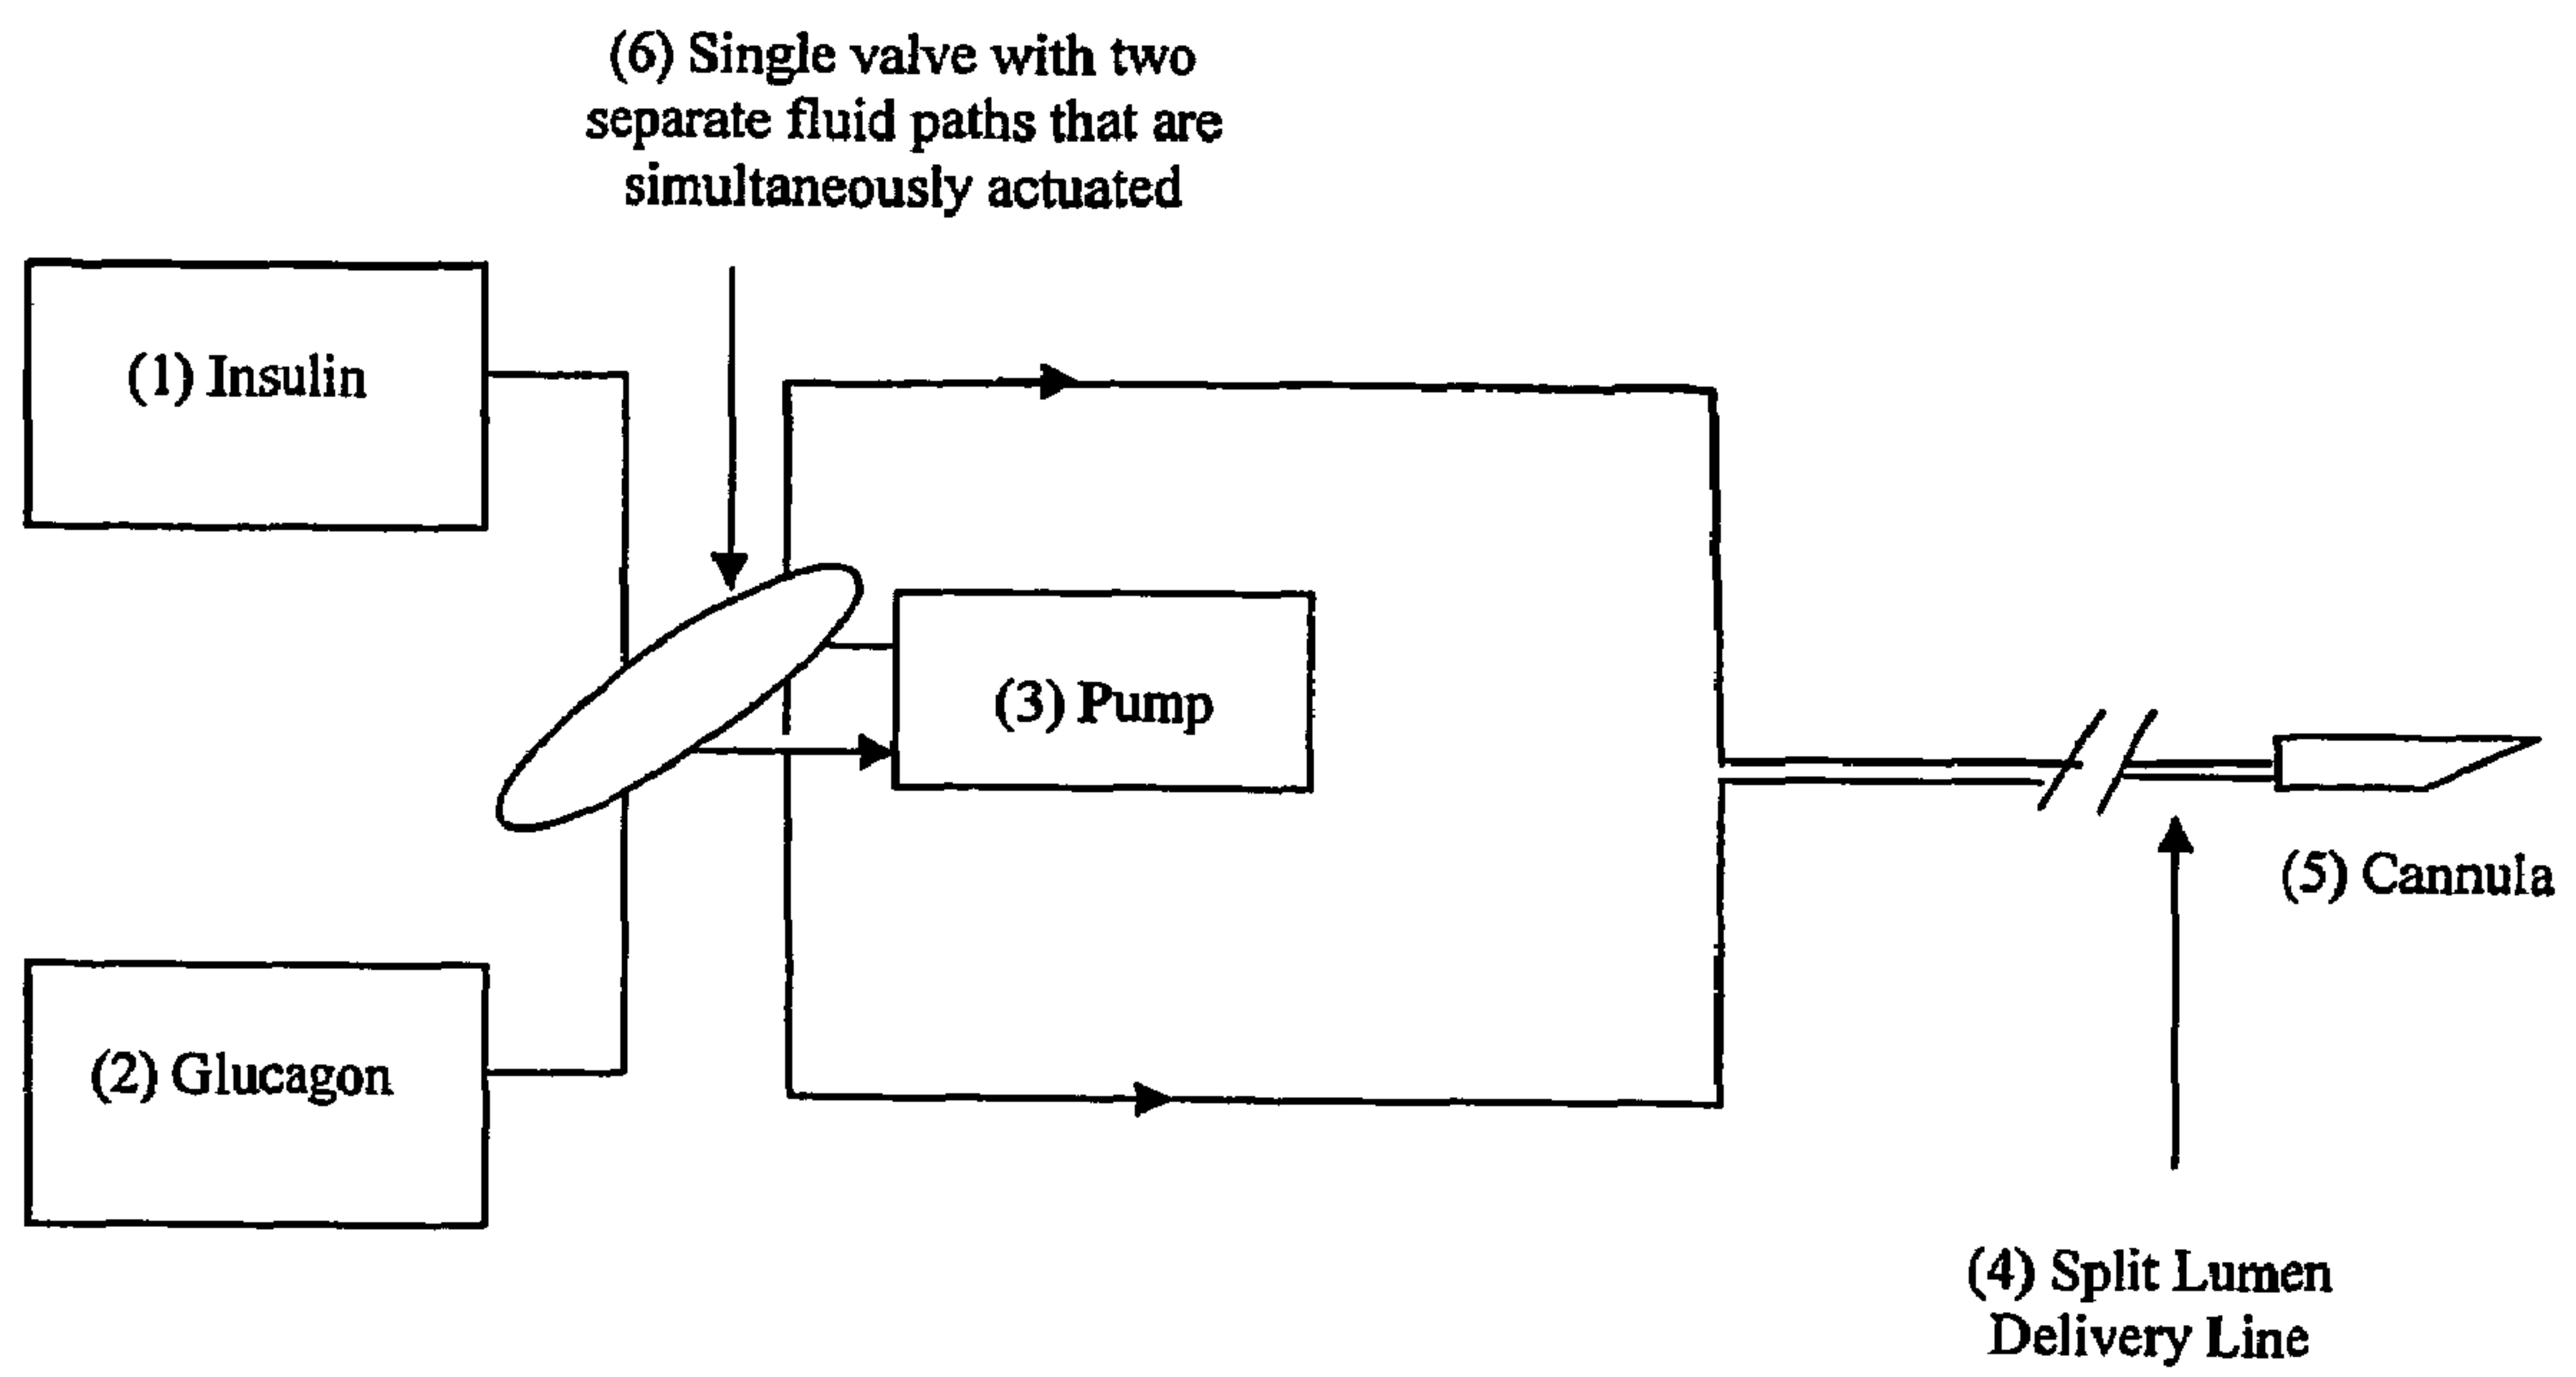 (6) Single valve with two
separate fluid paths that are
simultaneously actuated
(1) Insulin
(3) Pump
(5) Cannula
(2) Glucagon
(4) Split Lumen
Delivery Line